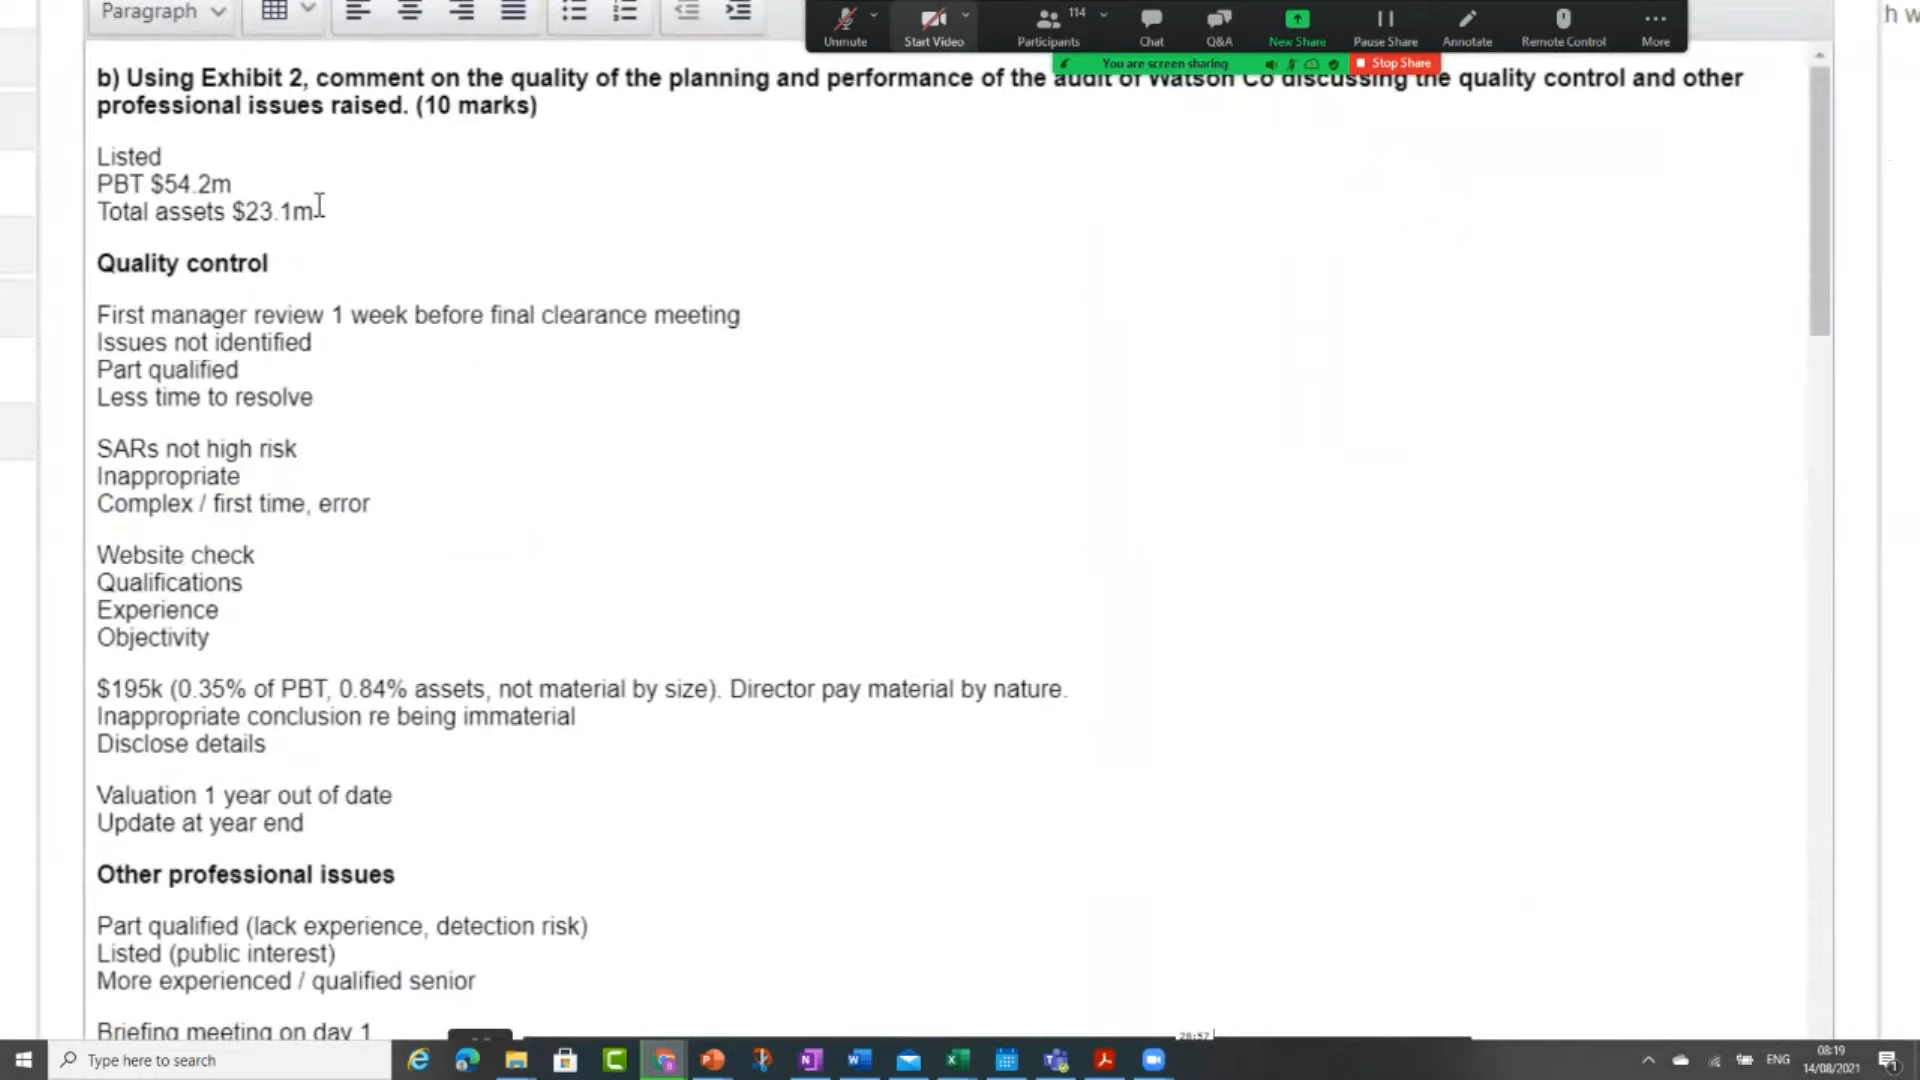 Paragraph
Unmute
Start Video
Participants
114
Chat
Q&A
New Share
Pause Share
Annotate
Remote Control
More
You are screen sharing
Stop Share
h w
b) Using Exhibit 2, comment on the quality of the planning and performance of the audit of Watson Co discussing the quality control and other
professional issues raised. (10 marks)
Listed
PBT $54.2m
Total assets $23.1m
Quality control
First manager review 1 week before final clearance meeting
Issues not identified
Part qualified
Less time to resolve
SARs not high risk
Inappropriate
Complex / first time, error
Website check
Qualifications
Experience
Objectivity
$195k (0.35% of PBT, 0.84% assets, not material by size). Director pay material by nature.
Inappropriate conclusion re being immaterial
Disclose details
Valuation 1 year out of date
Update at year end
Other professional issues
Part qualified (lack experience, detection risk)
Listed (public interest)
More experienced / qualified senior
Briefing meeting on day 1
28:57
Type here to search
ENG
08:19
14/08/2021